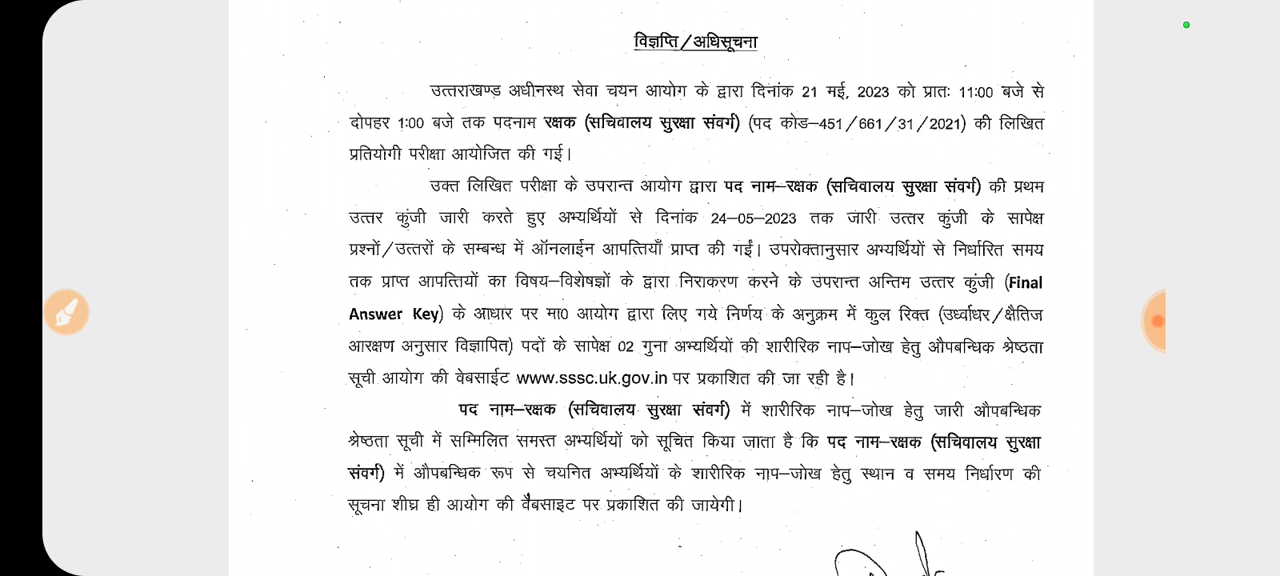 विज्ञप्ति/अधिसूचना
उत्तराखण्ड अधीनस्थ सेवा चयन आयोग के द्वारा दिनांक 21 मई, 2023 को प्रातः 11:00 बजे से
दोपहर 1:00 बजे तक पदनाम रक्षक (सचिवालय सुरक्षा संवर्ग) (पद कोड–451/661/31/2021) की लिखित
प्रतियोगी परीक्षा आयोजित की गई।
उक्त लिखित परीक्षा के उपरान्त आयोग द्वारा पद नाम–रक्षक (सचिवालय सुरक्षा संवर्ग) की प्रथम
उत्तर कुंजी जारी करते हुए अभ्यर्थियों से दिनांक 24-05-2023 तक जारी उत्तर कुंजी के सापेक्ष
प्रश्नों/उत्तरों के सम्बन्ध में ऑनलाईन आपत्तियाँ प्राप्त की गईं। उपरोक्तानुसार अभ्यर्थियों से निर्धारित समय
तक प्राप्त आपत्तियों का विषय–विशेषज्ञों के द्वारा निराकरण करने के उपरान्त अन्तिम उत्तर कुंजी (Final
Answer Key) के आधार पर मा0 आयोग द्वारा लिए गये निर्णय के अनुक्रम में कुल रिक्त (उर्ध्वाधर/क्षैतिज
आरक्षण अनुसार विज्ञापित) पदों के सापेक्ष 02 गुना अभ्यर्थियों की शारीरिक नाप–जोख हेतु औपबन्धिक श्रेष्ठता
सूची आयोग की वेबसाईट www.sssc.uk.gov.in पर प्रकाशित की जा रही है।
पद नाम–रक्षक (सचिवालय सुरक्षा संवर्ग) में शारीरिक नाप–जोख हेतु जारी औपबन्धिक
श्रेष्ठता सूची में सम्मिलित समस्त अभ्यर्थियों को सूचित किया जाता है कि पद नाम–रक्षक (सचिवालय सुरक्षा
संवर्ग) में औपबन्धिक रूप से चयनित अभ्यर्थियों के शारीरिक नाप–जोख हेतु स्थान व समय निर्धारण की
सूचना शीघ्र ही आयोग की वैबसाइट पर प्रकाशित की जायेगी।